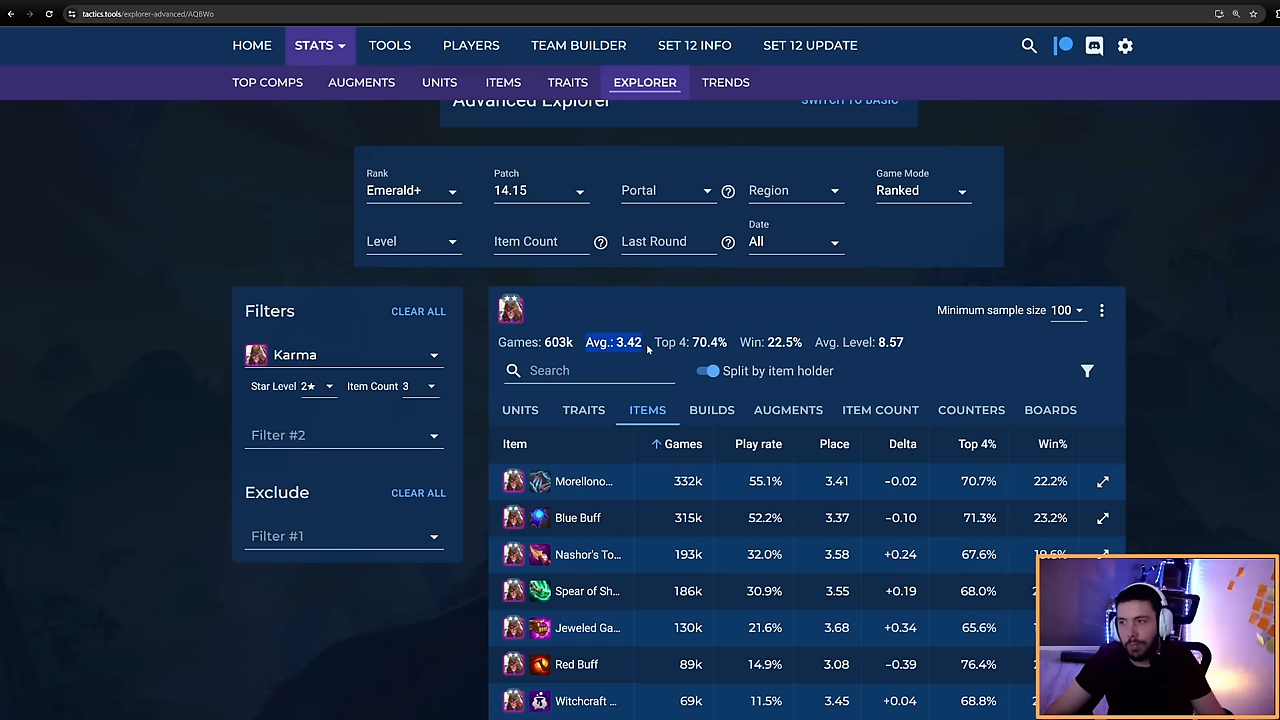 tactics.tools/explorer-advanced/AQBWo
HOME STATS TOOLS PLAYERS TEAM BUILDER SET 12 INFO SET 12 UPDATE
TOP COMPS AUGMENTS UNITS ITEMS TRAITS EXPLORER TRENDS
Advanced Explorer SWITCH TO BASIC
Rank Patch Game Mode
Emerald+ 14.15 Portal Region Ranked
Date
Level Item Count Last Round All
Filters CLEAR ALL
Karma
Star Level 2★ Item Count 3
Filter #2
Exclude CLEAR ALL
Filter #1
Minimum sample size 100
Games: 603k Avg.: 3.42 Top 4: 70.4% Win: 22.5% Avg. Level: 8.57
Search Split by item holder
UNITS TRAITS ITEMS BUILDS AUGMENTS ITEM COUNT COUNTERS BOARDS
Item Games Play rate Place Delta Top 4% Win%
Morellono... 332k 55.1% 3.41 −0.02 70.7% 22.2%
Blue Buff 315k 52.2% 3.37 −0.10 71.3% 23.2%
Nashor's To... 193k 32.0% 3.58 +0.24 67.6%
Spear of Sh... 186k 30.9% 3.55 +0.19 68.0%
Jeweled Ga... 130k 21.6% 3.68 +0.34 65.6%
Red Buff 89k 14.9% 3.08 −0.39 76.4%
Witchcraft ... 69k 11.5% 3.45 +0.04 68.8%